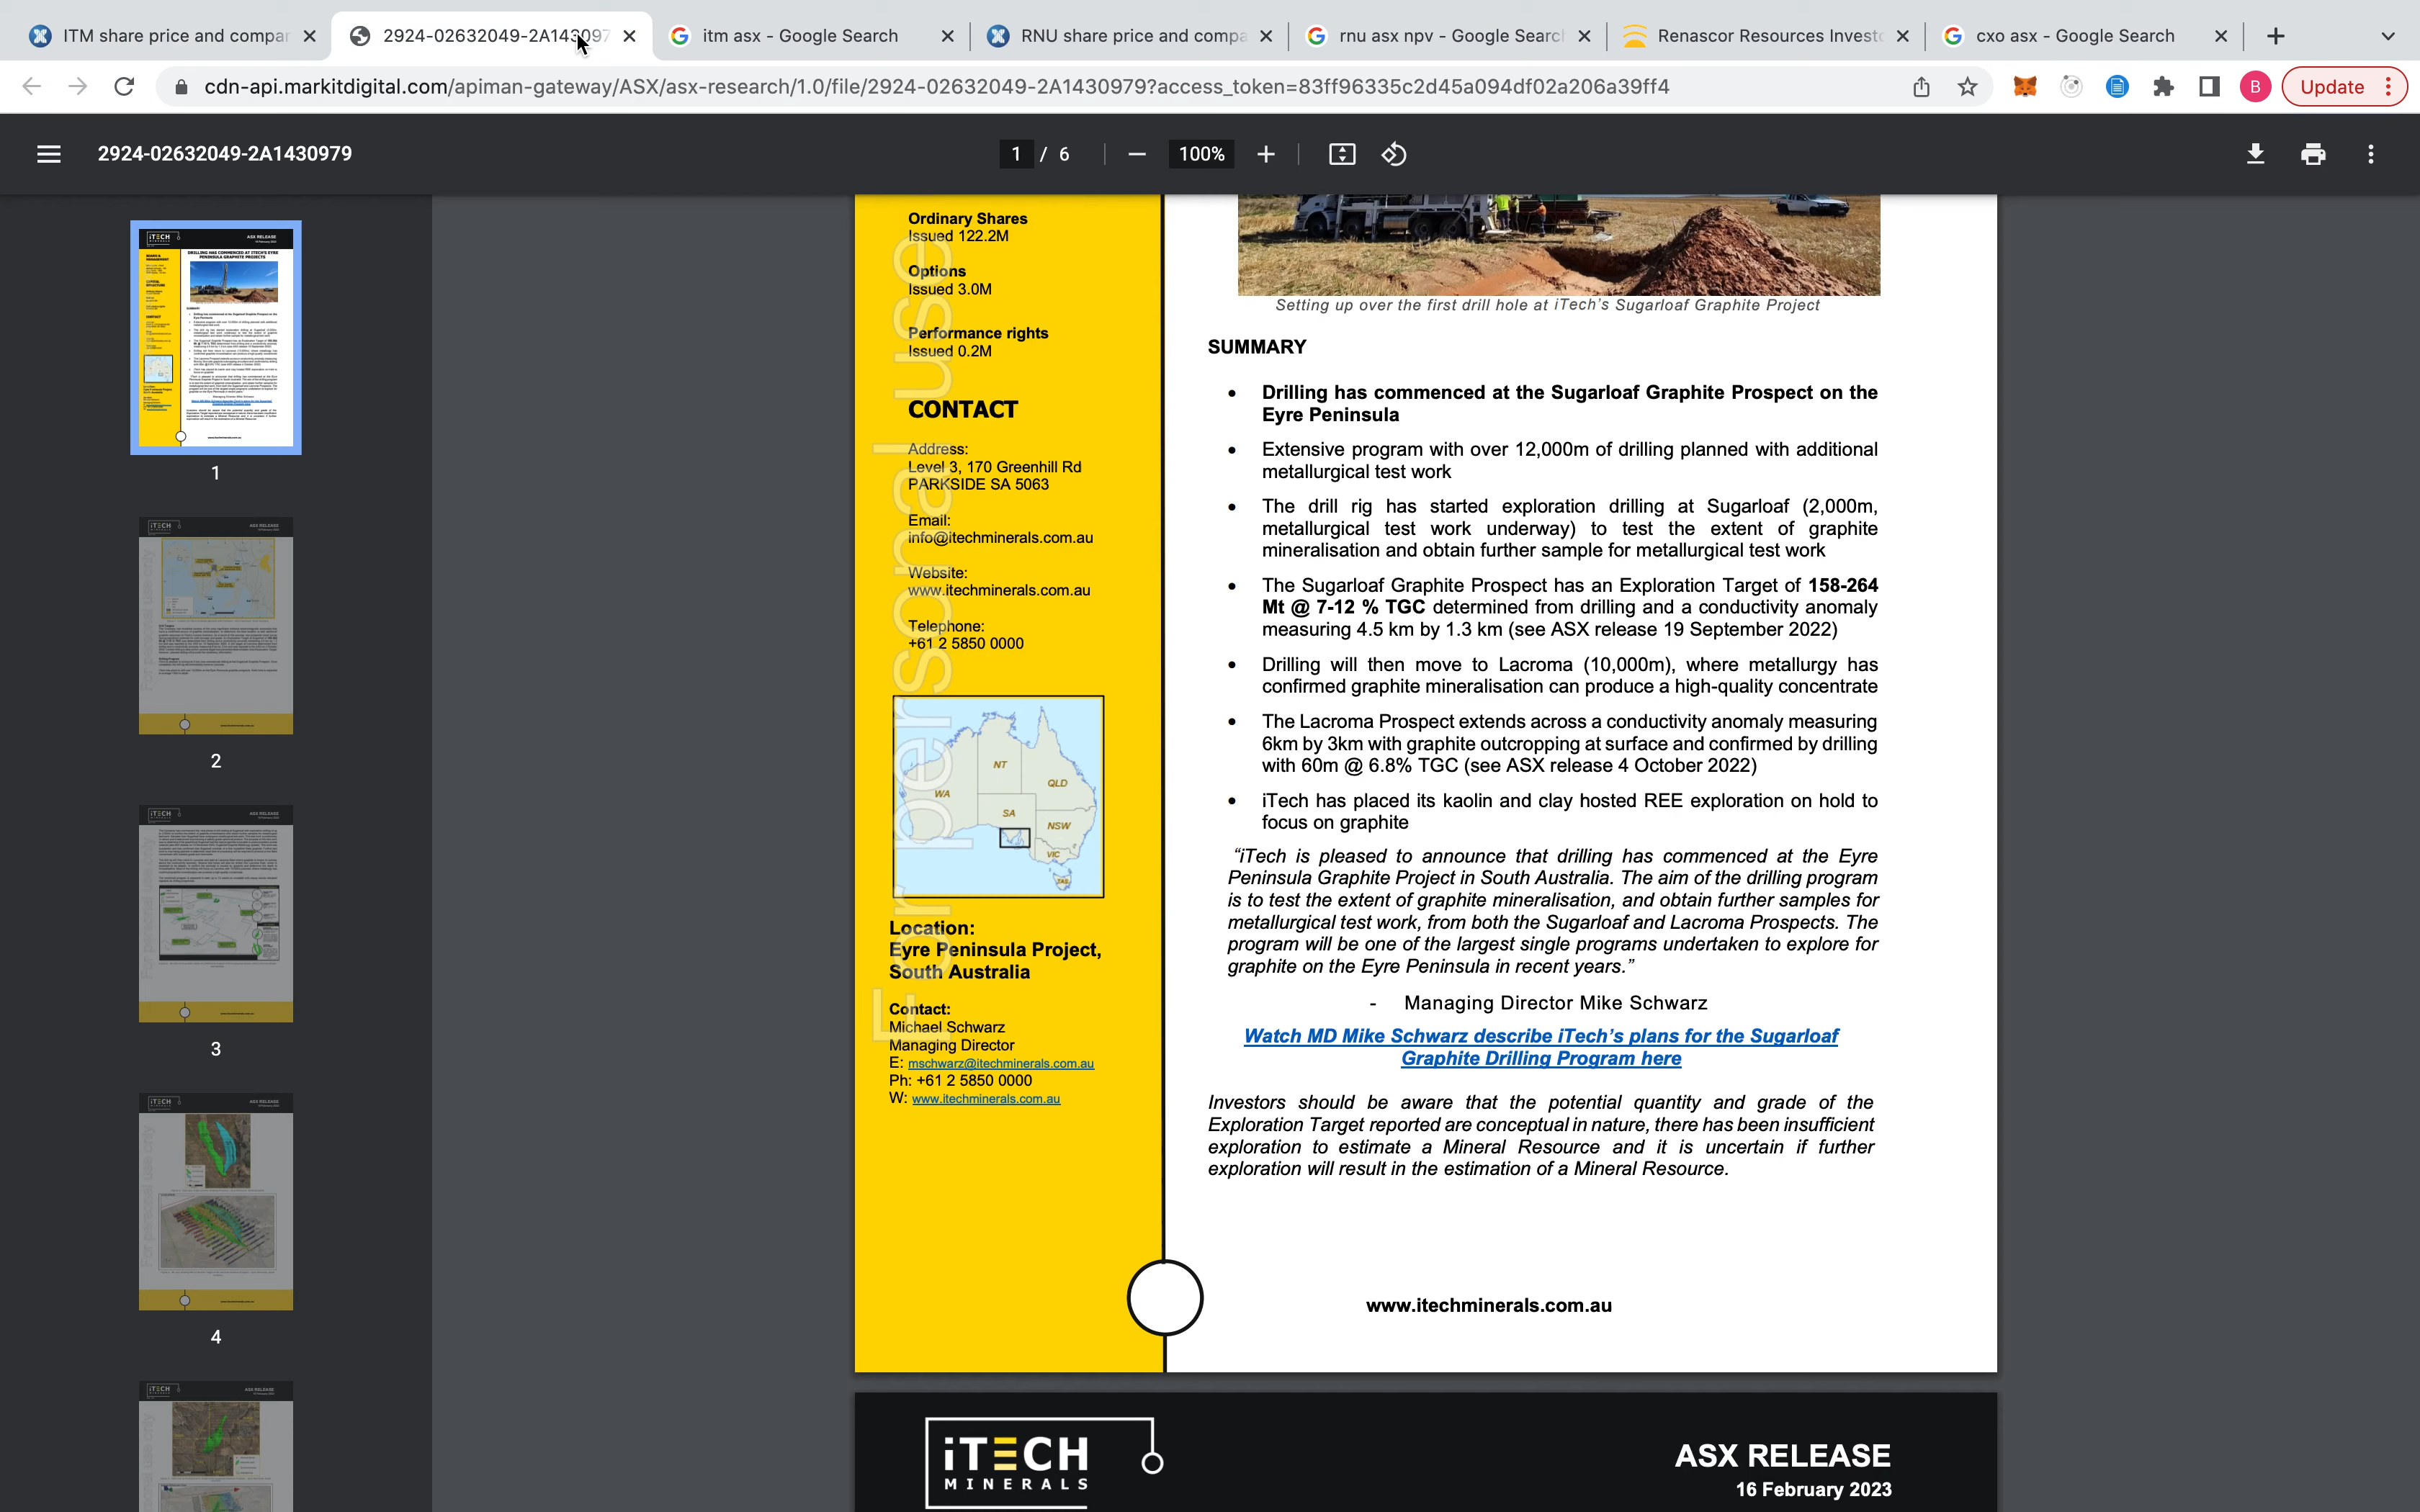 ITM share price and compar
2924-02632049-2A1430979
itm asx - Google Search
RNU share price and compa
rnu asx npv - Google Search
Renascor Resources Investo
cxo asx - Google Search
cdn-api.markitdigital.com/apiman-gateway/ASX/asx-research/1.0/file/2924-02632049-2A1430979?access_token=83ff96335c2d45a094df02a206a39ff4
B
Update
2924-02632049-2A1430979
1 / 6
100%
1
2
3
4
For personal use
Ordinary Shares
Issued 122.2M
Options
Issued 3.0M
Performance rights
Issued 0.2M
CONTACT
Address:
Level 3, 170 Greenhill Rd
PARKSIDE SA 5063
Email:
info@itechminerals.com.au
Website:
www.itechminerals.com.au
Telephone:
+61 2 5850 0000
NT
QLD
WA
SA
NSW
VIC
TAS
Location:
Eyre Peninsula Project,
South Australia
Contact:
Michael Schwarz
Managing Director
E: mschwarz@itechminerals.com.au
Ph: +61 2 5850 0000
W: www.itechminerals.com.au
Setting up over the first drill hole at iTech's Sugarloaf Graphite Project
SUMMARY
• Drilling has commenced at the Sugarloaf Graphite Prospect on the
Eyre Peninsula
• Extensive program with over 12,000m of drilling planned with additional
metallurgical test work
• The drill rig has started exploration drilling at Sugarloaf (2,000m,
metallurgical test work underway) to test the extent of graphite
mineralisation and obtain further sample for metallurgical test work
• The Sugarloaf Graphite Prospect has an Exploration Target of 158-264
Mt @ 7-12 % TGC determined from drilling and a conductivity anomaly
measuring 4.5 km by 1.3 km (see ASX release 19 September 2022)
• Drilling will then move to Lacroma (10,000m), where metallurgy has
confirmed graphite mineralisation can produce a high-quality concentrate
• The Lacroma Prospect extends across a conductivity anomaly measuring
6km by 3km with graphite outcropping at surface and confirmed by drilling
with 60m @ 6.8% TGC (see ASX release 4 October 2022)
• iTech has placed its kaolin and clay hosted REE exploration on hold to
focus on graphite
“iTech is pleased to announce that drilling has commenced at the Eyre
Peninsula Graphite Project in South Australia. The aim of the drilling program
is to test the extent of graphite mineralisation, and obtain further samples for
metallurgical test work, from both the Sugarloaf and Lacroma Prospects. The
program will be one of the largest single programs undertaken to explore for
graphite on the Eyre Peninsula in recent years.”
- Managing Director Mike Schwarz
Watch MD Mike Schwarz describe iTech’s plans for the Sugarloaf
Graphite Drilling Program here
Investors should be aware that the potential quantity and grade of the
Exploration Target reported are conceptual in nature, there has been insufficient
exploration to estimate a Mineral Resource and it is uncertain if further
exploration will result in the estimation of a Mineral Resource.
www.itechminerals.com.au
iTECH
MINERALS
ASX RELEASE
16 February 2023